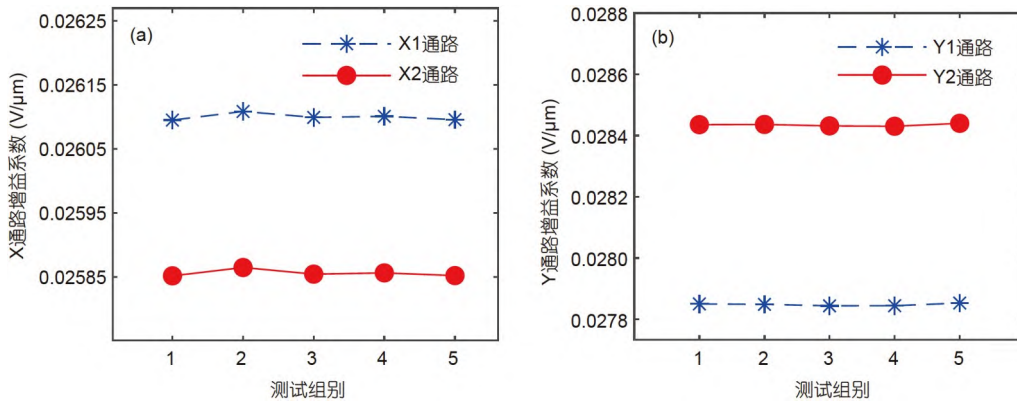 (a)
X1通路
X2通路
0.02625
0.02615
0.02605
0.02595
0.02585
X通路增益系数 (V/μm)
1 2 3 4 5
测试组别
(b)
Y1通路
Y2通路
0.0288
0.0286
0.0284
0.0282
0.0280
0.0278
Y通路增益系数 (V/μm)
1 2 3 4 5
测试组别